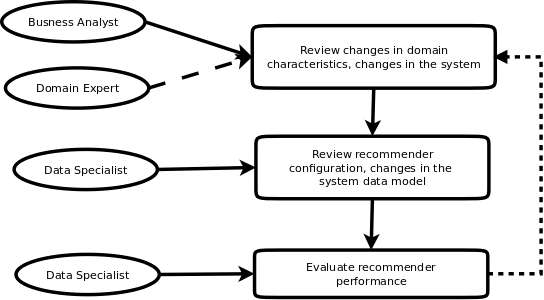 Busness Analyst
Review changes in domain
characteristics, changes in the system
Domain Expert
Review recommender
configuration, changes in the
system data model
Data Specialist
Evaluate recommender
performance
Data Specialist